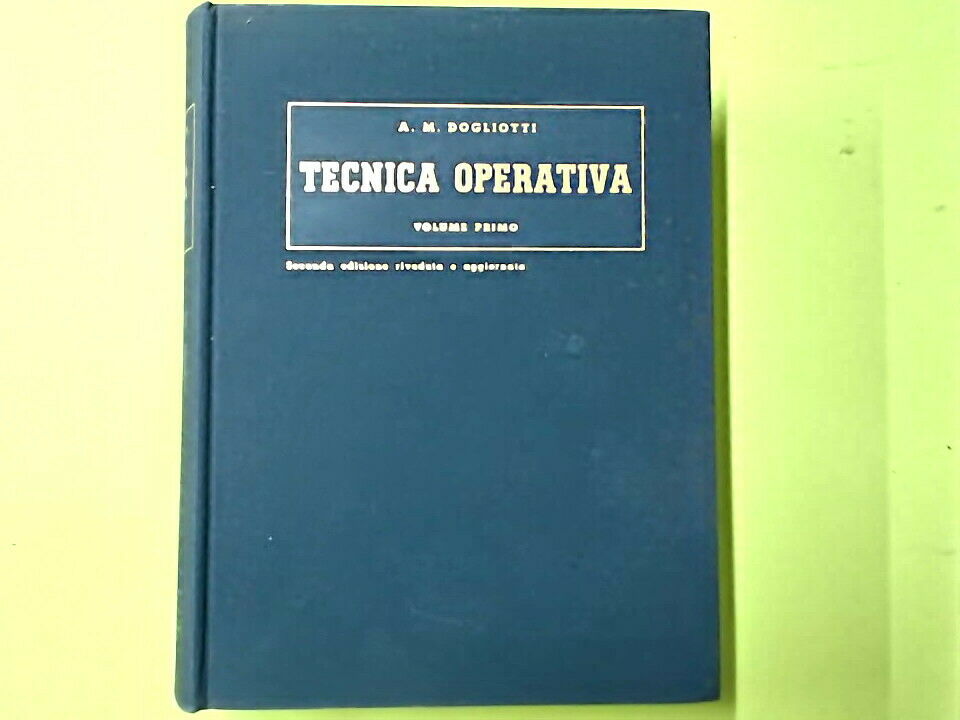 A. M. DOGLIOTTI
TECNICA OPERATIVA
VOLUME PRIMO
Seconda edizione riveduta e aggiornata